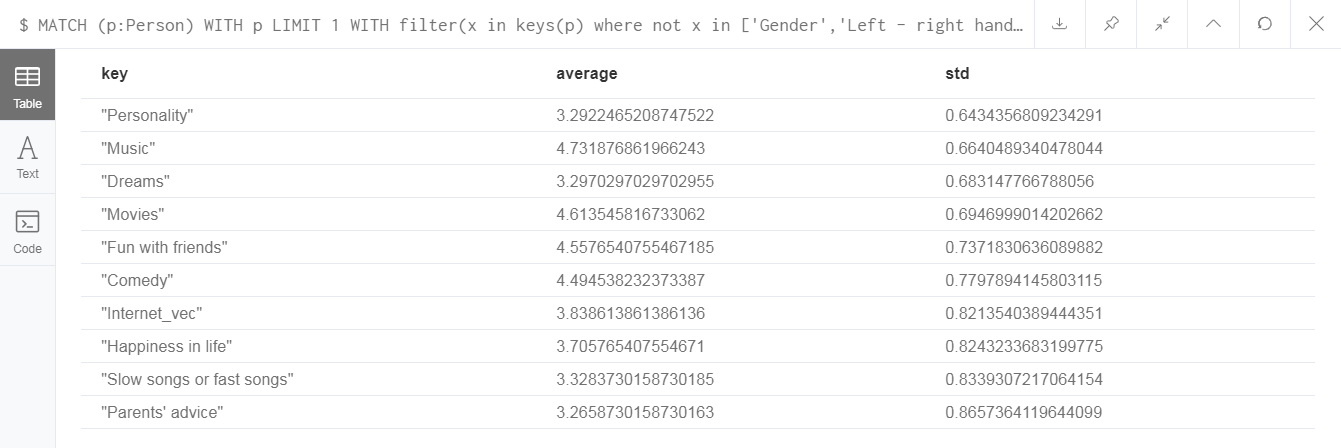 $ MATCH (p:Person) WITH p LIMIT 1 WITH filter(x in keys(p) where not x in ['Gender','Left - right hand…
key average std
"Personality" 3.2922465208747522 0.6434356809234291
"Music" 4.731876861966243 0.6640489340478044
"Dreams" 3.2970297029702955 0.683147766788056
"Movies" 4.613545816733062 0.6946999014202662
"Fun with friends" 4.5576540755467185 0.7371830636089882
"Comedy" 4.494538232373387 0.7797894145803115
"Internet_vec" 3.838613861386136 0.8213540389444351
"Happiness in life" 3.705765407554671 0.8243233683199775
"Slow songs or fast songs" 3.3283730158730185 0.8339307217064154
"Parents' advice" 3.2658730158730163 0.8657364119644099
Table
A
Text
Code